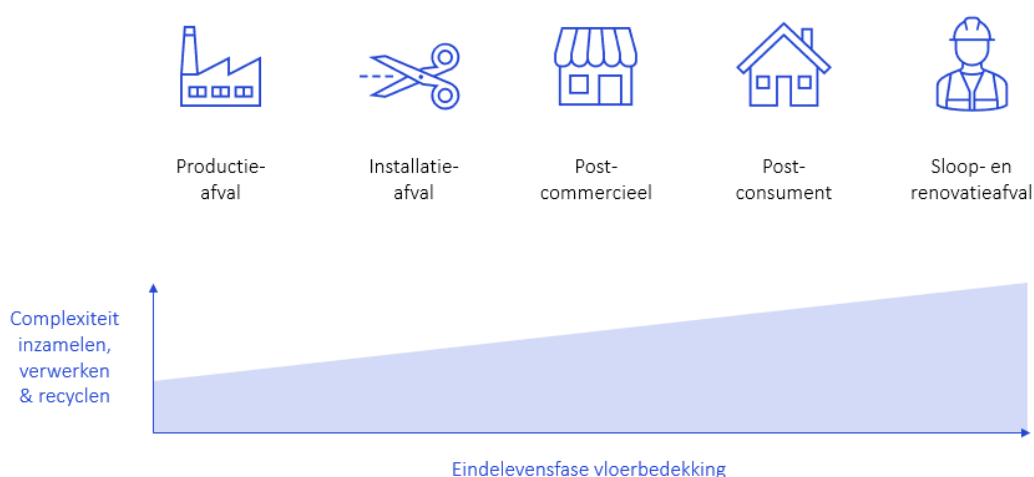 Productie-
afval
Installatie-
afval
Post-
commercieel
Post-
consument
Sloop- en
renovatieafval
Complexiteit
inzamelen,
verwerken
& recyclen
Eindelevensfase vloerbedekking